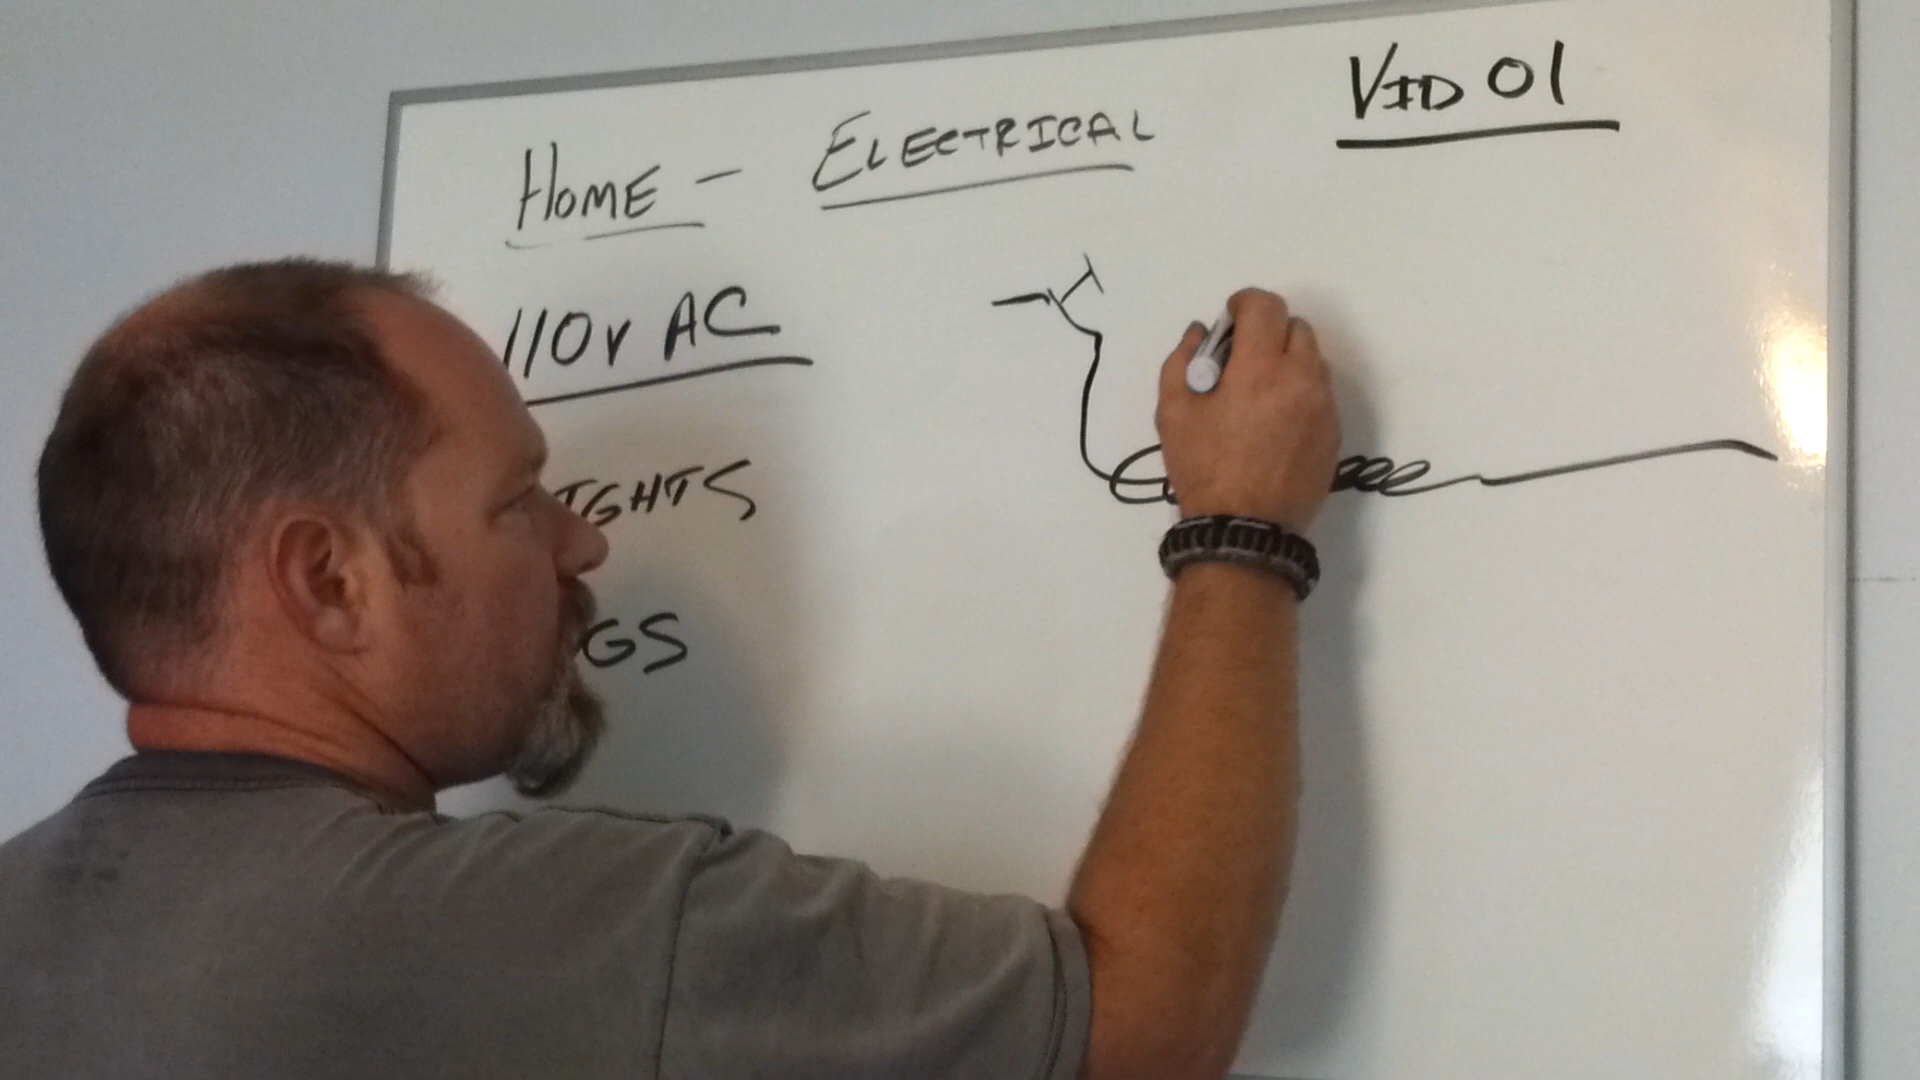 VID 01
HOME - ELECTRICAL
110v AC
IGHTS
GS